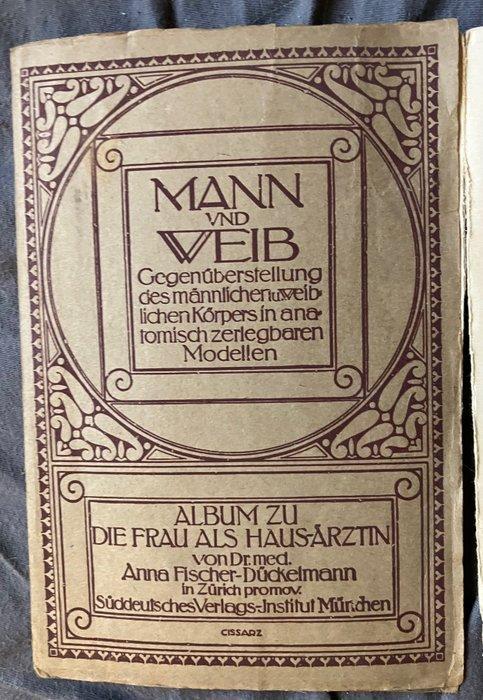 MANN
VND
WEIB
Gegenüberstellung
des männlichen u.weib-
lichen Körpers in ana-
tomisch zerlegbaren
Modellen
ALBUM ZU
DIE FRAU ALS HAUS-ÄRZTIN
von Dr. med.
Anna Fischer-Dückelmann
in Zürich promov.
Süddeutsches Verlags-Institut München
CISSARZ